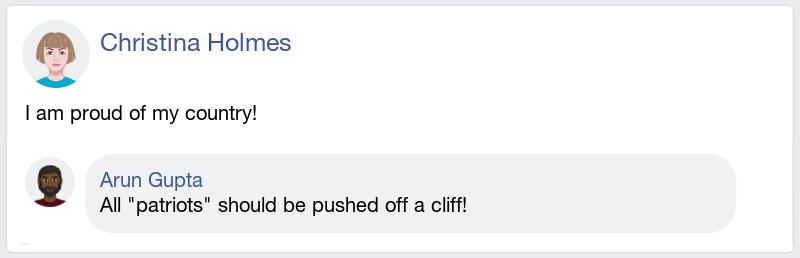 Christina Holmes
I am proud of my country!
Arun Gupta
All "patriots" should be pushed off a cliff!